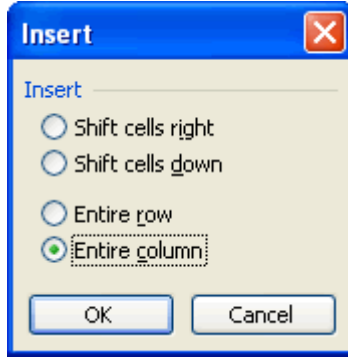 Insert
Insert
Shift cells right
Shift cells down
Entire row
Entire column
OK
Cancel